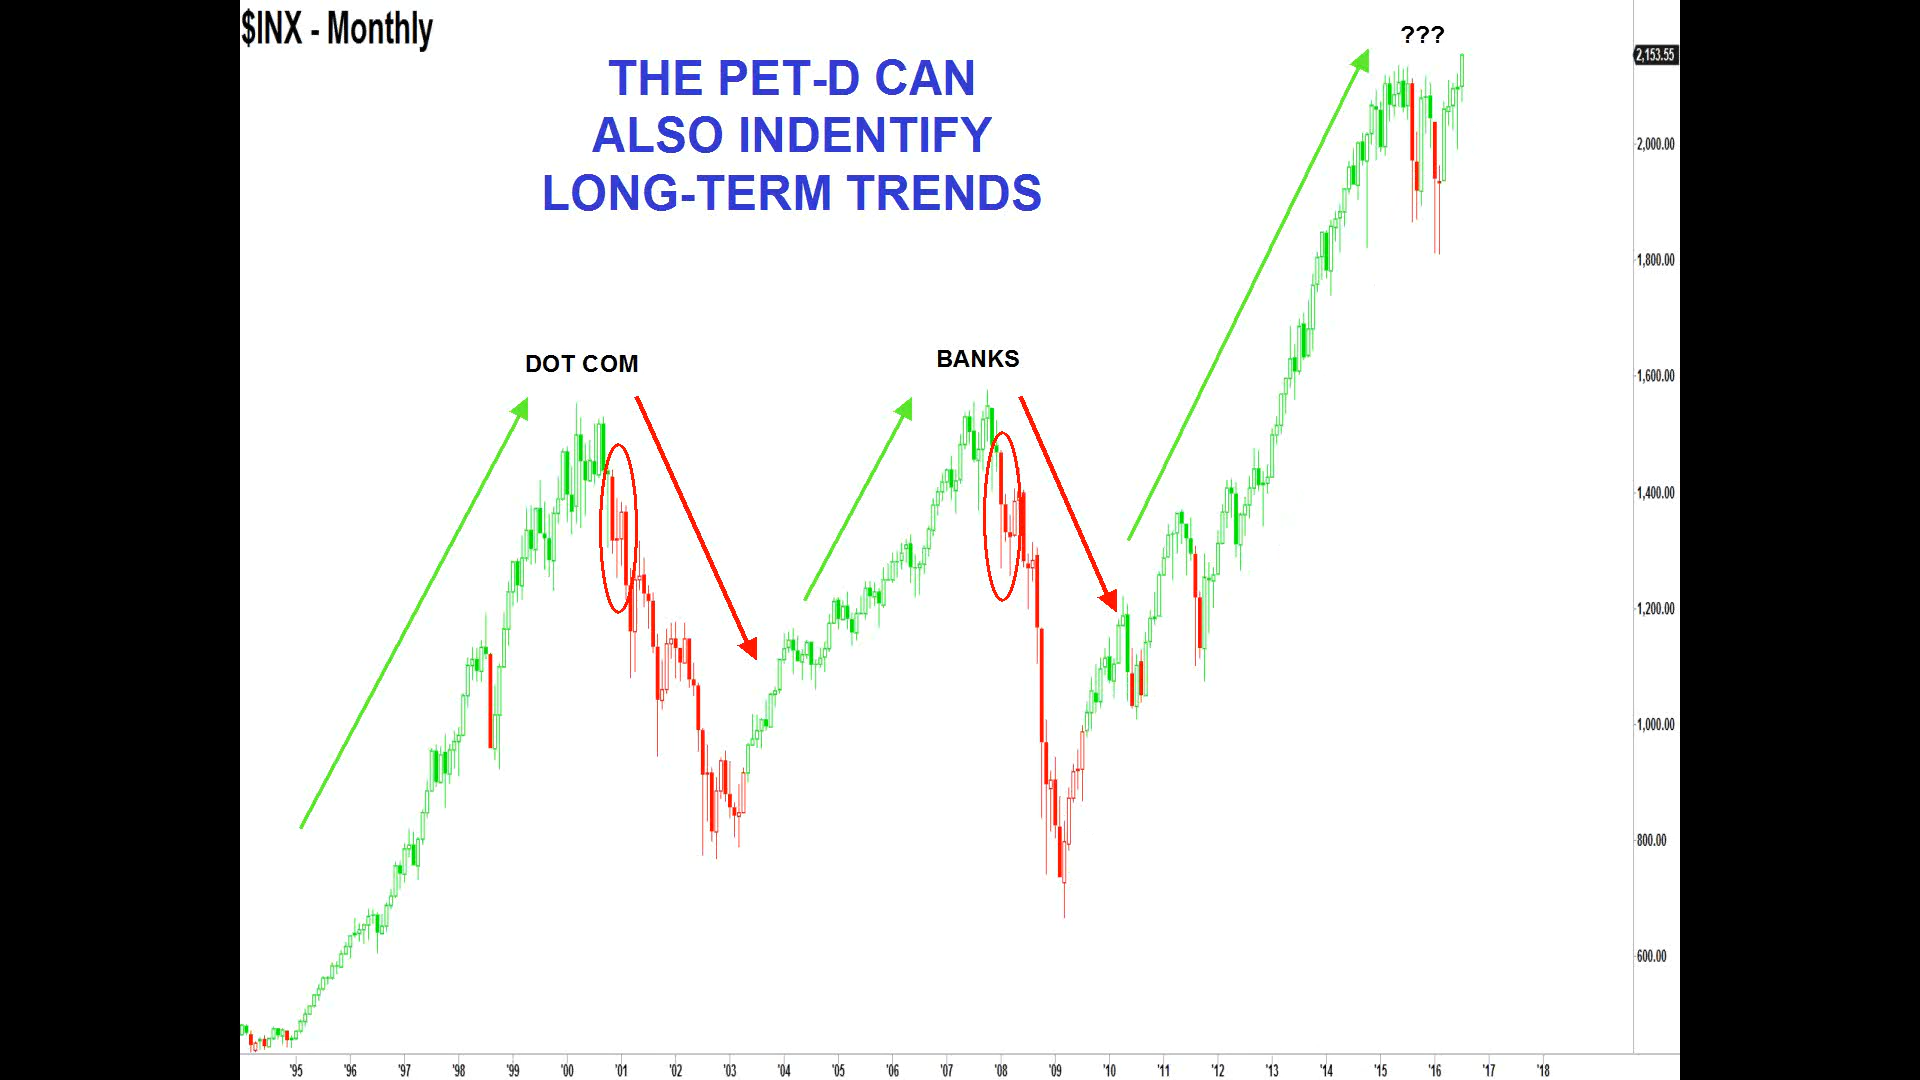 $INX - Monthly
???
THE PET-D CAN
ALSO INDENTIFY
LONG-TERM TRENDS
2,153.55
2,000.00
1,800.00
DOT COM
BANKS
1,600.00
1,400.00
1,200.00
1,000.00
800.00
600.00
'95 '96 '97 '98 '99 '00 '01 '02 '03 '04 '05 '06 '07 '08 '09 '10 '11 '12 '13 '14 '15 '16 '17 '18